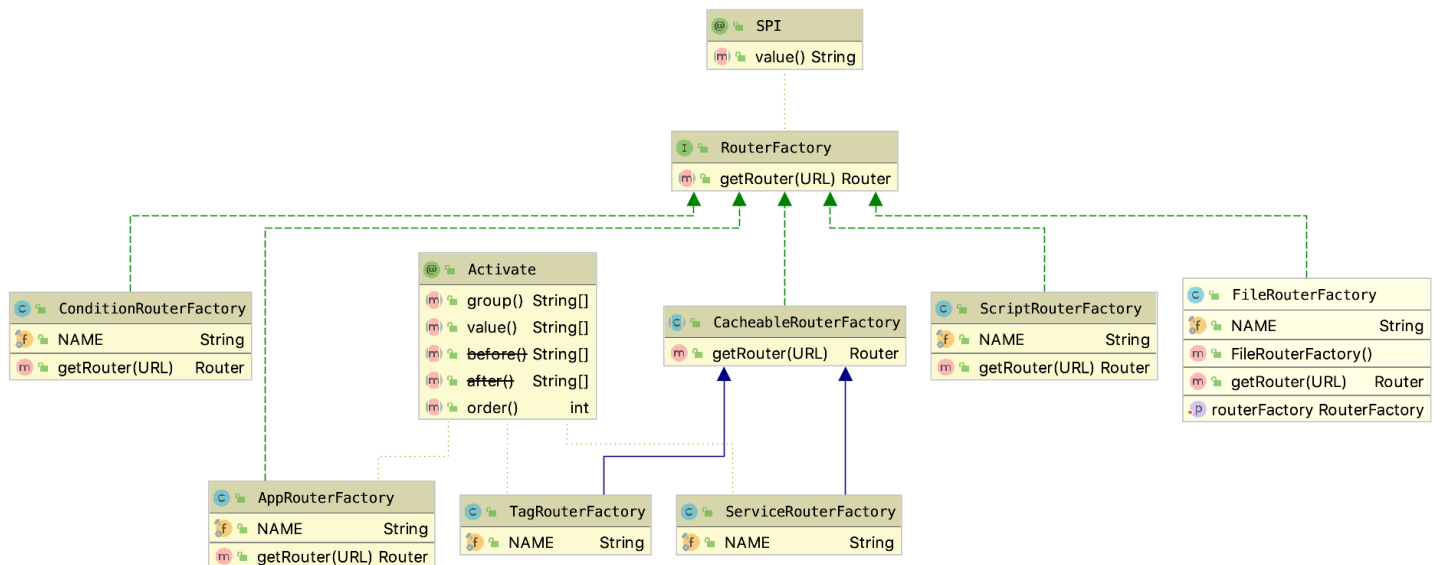 SPI
value() String
RouterFactory
getRouter(URL) Router
ConditionRouterFactory
NAME String
getRouter(URL) Router
Activate
group() String[]
value() String[]
before() String[]
after() String[]
order() int
CacheableRouterFactory
getRouter(URL) Router
ScriptRouterFactory
NAME String
getRouter(URL) Router
FileRouterFactory
NAME String
FileRouterFactory()
getRouter(URL) Router
routerFactory RouterFactory
AppRouterFactory
NAME String
getRouter(URL) Router
TagRouterFactory
NAME String
ServiceRouterFactory
NAME String